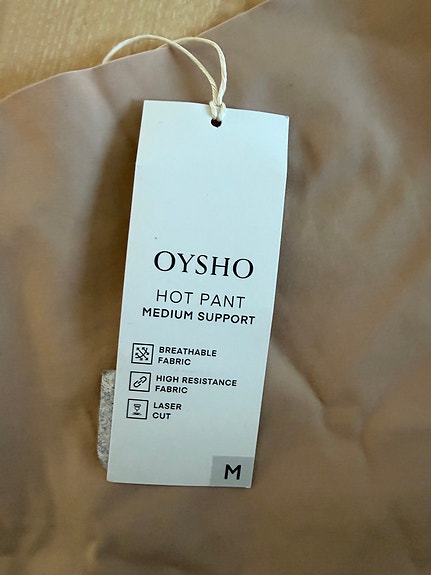 OYSHO
HOT PANT
MEDIUM SUPPORT
BREATHABLE
FABRIC
HIGH RESISTANCE
FABRIC
LASER
CUT
M